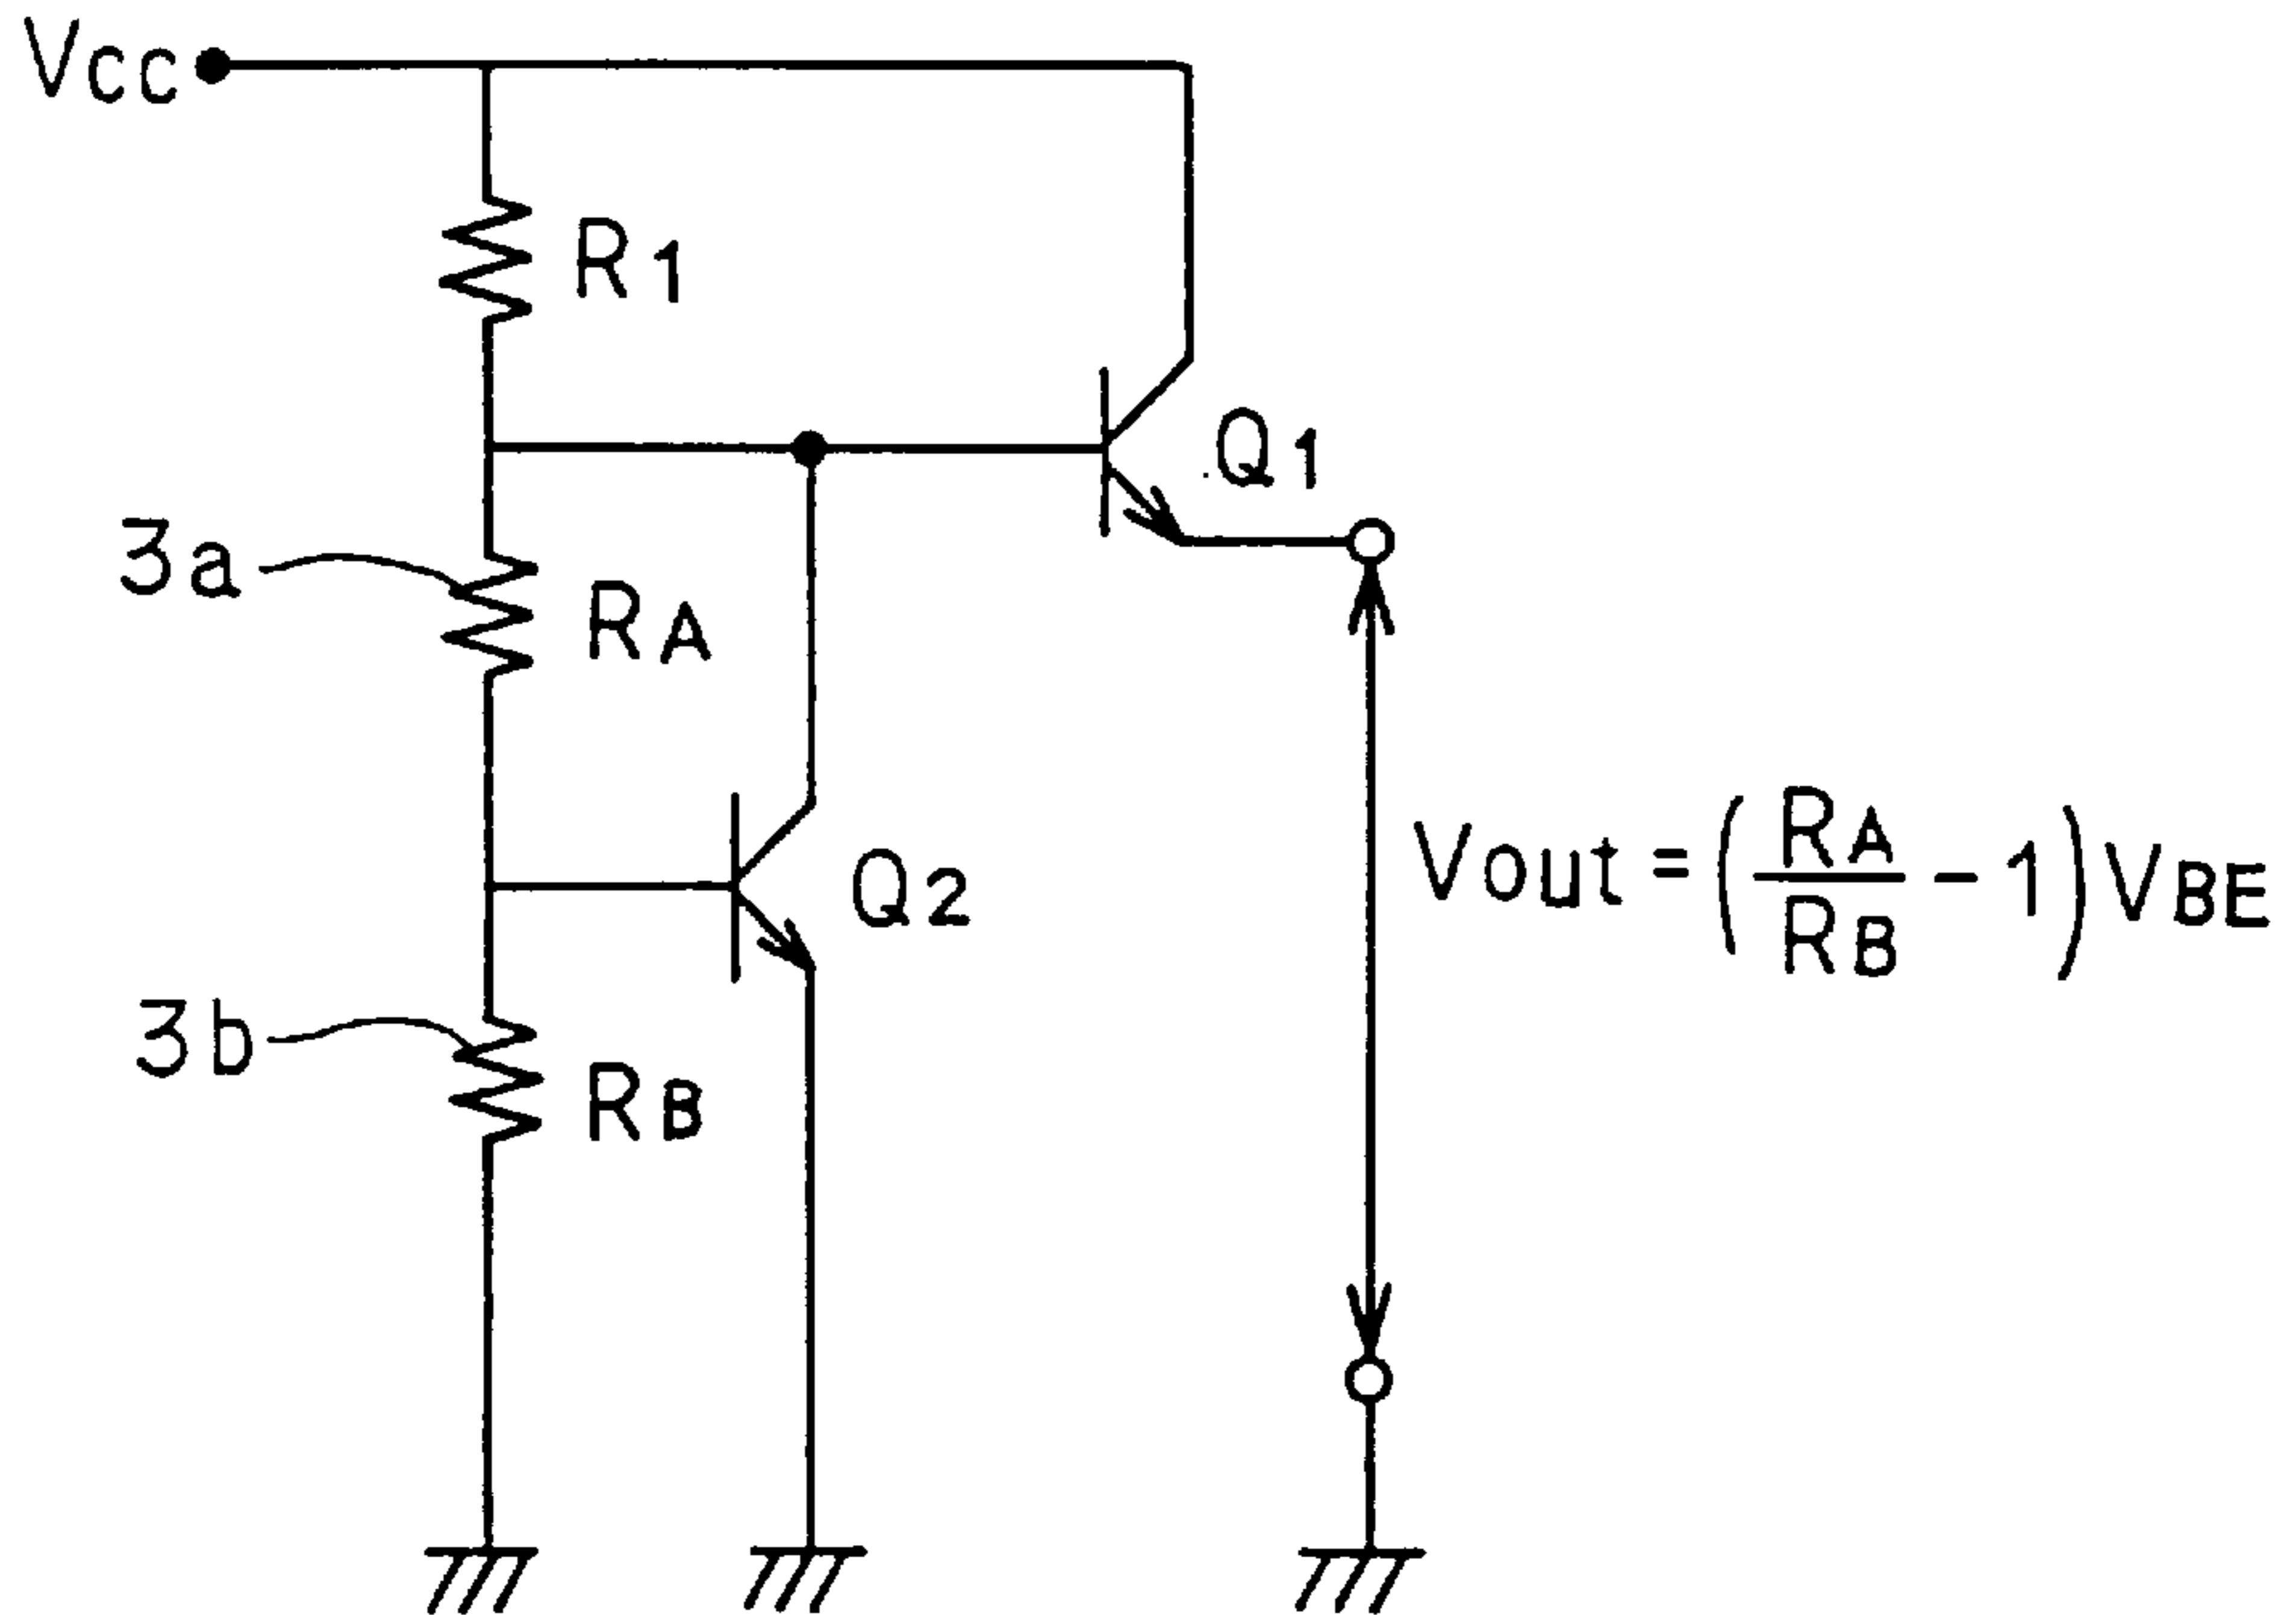 Vcc
R1
Q1
3a
RA
Vout = (RA/RB - 1) VBE
Q2
3b
RB